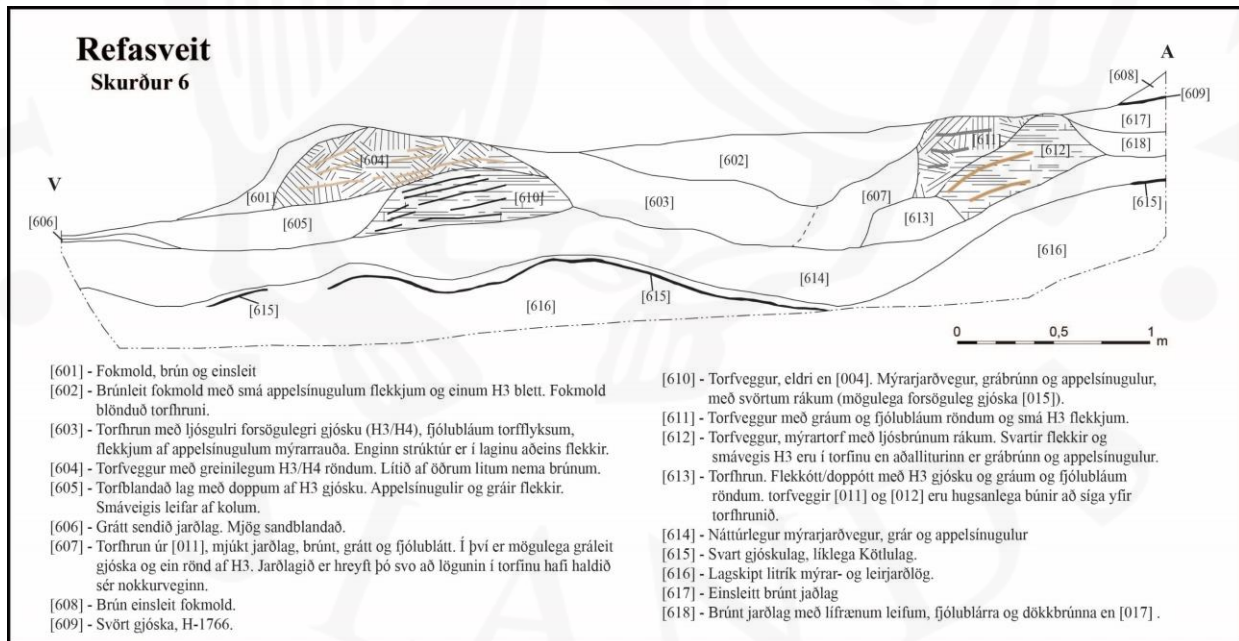 Refasveit
Skurður 6
A
[608]
[609]
[617]
[618]
[611]
[612]
[604]
[602]
V
[601]
[610]
[603]
[607]
[615]
[606]
[605]
[613]
[616]
[614]
[615]
[616]
[615]
0 0,5 1
m
[601] - Fokmold, brún og einsleit
[602] - Brúnleit fokmold með smá appelsínugulum flekkjum og einum H3 blett. Fokmold
blönduð torfhruni.
[603] - Torfhrun með ljósgulri forsögulegri gjósku (H3/H4), fjólubláum torfflyksum,
flekkjum af appelsínugulum mýrarrauða. Enginn strúktúr er í laginu aðeins flekkir.
[604] - Torfveggur með greinilegum H3/H4 röndum. Lítið af öðrum litum nema brúnum.
[605] - Torfblandað lag með doppum af H3 gjósku. Appelsínugulir og gráir flekkir.
Smáveigis leifar af kolum.
[606] - Grátt sendið jarðlag. Mjög sandblandað.
[607] - Torfhrun úr [011], mjúkt jarðlag, brúnt, grátt og fjólublátt. Í því er mögulega gráleit
gjóska og ein rönd af H3. Jarðlagið er hreyft þó svo að lögunin í torfinu hafi haldið
sér nokkurveginn.
[608] - Brún einsleit fokmold.
[609] - Svört gjóska, H-1766.
[610] - Torfveggur, eldri en [004]. Mýrarjarðvegur, grábrúnn og appelsínugulur,
með svörtum rákum (mögulega forsöguleg gjóska [015]).
[611] - Torfveggur með gráum og fjólubláum röndum og smá H3 flekkjum.
[612] - Torfveggur, mýrartorf með ljósbrúnum rákum. Svartir flekkir og
smávegis H3 eru í torfinu en aðalliturinn er grábrúnn og appelsínugulur.
[613] - Torfhrun. Flekkótt/doppótt með H3 gjósku og gráum og fjólubláum
röndum. torfveggir [011] og [012] eru hugsanlega búnir að síga yfir
torfhrunið.
[614] - Náttúrlegur mýrarjarðvegur, grár og appelsínugulur
[615] - Svart gjóskulag, líklega Kötlulag.
[616] - Lagskipt litrík mýrar- og leirjarðlög.
[617] - Einsleitt brúnt jaðlag
[618] - Brúnt jarðlag með lífrænum leifum, fjólublárra og dökkbrúnna en [017] .